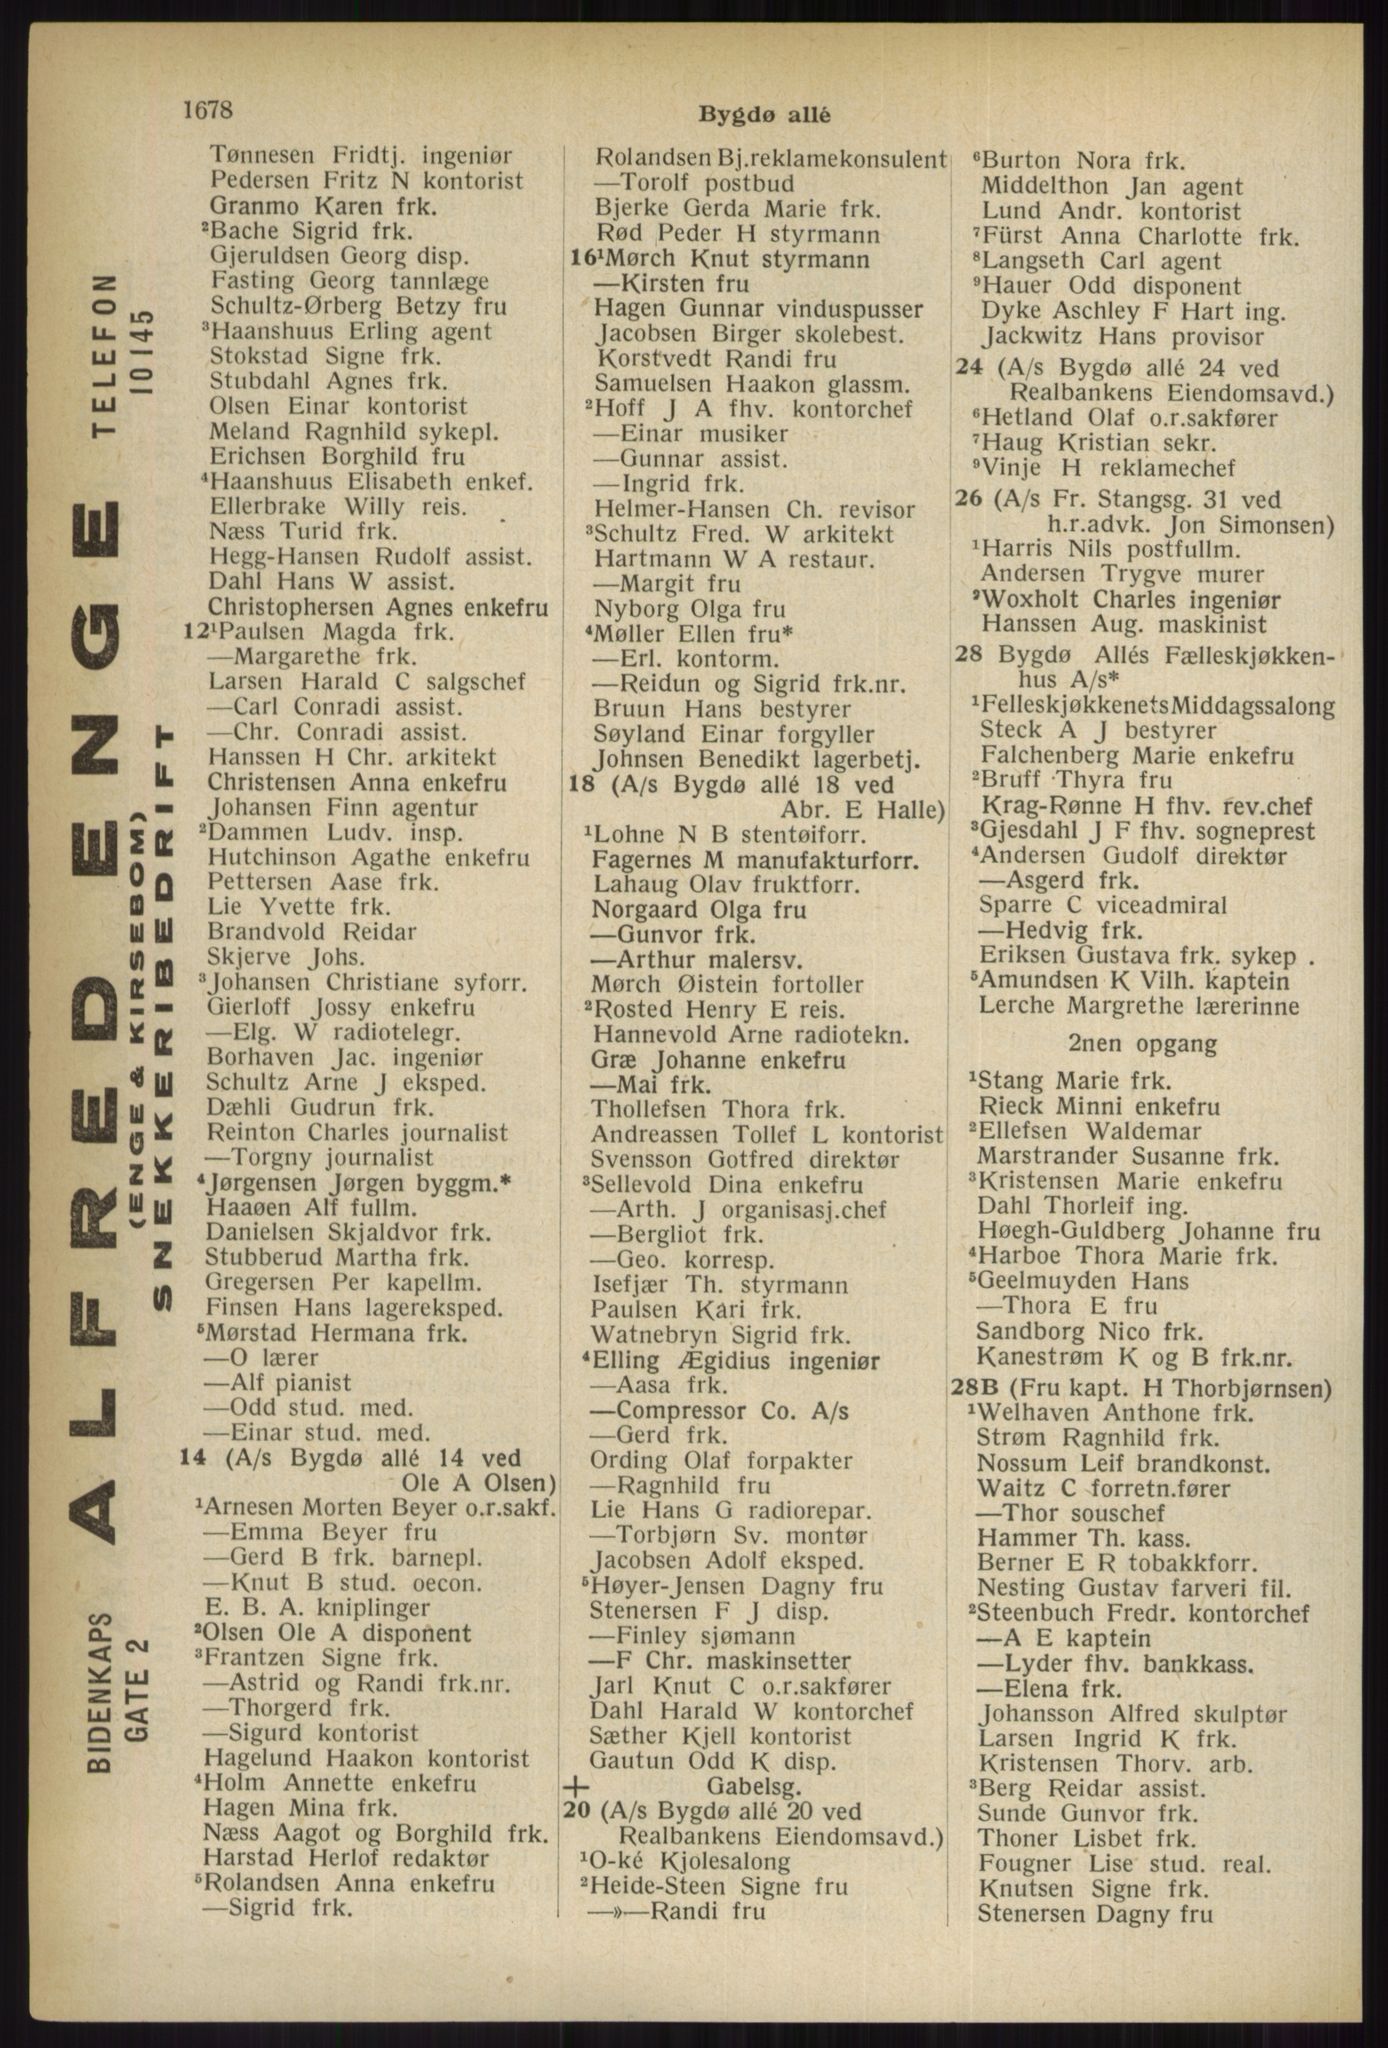 1678
Bygdø allé
Tønnesen Fridtj. ingeniør
Pedersen Fritz N kontorist
Granmo Karen frk.
²Bache Sigrid frk.
Gjeruldsen Georg disp.
Fasting Georg tannlæge
Schultz-Ørberg Betzy fru
³Haanshuus Erling agent
Stokstad Signe frk.
Stubdahl Agnes frk.
Olsen Einar kontorist
Meland Ragnhild sykepl.
Erichsen Borghild fru
⁴Haanshuus Elisabeth enkef.
Ellerbrake Willy reis.
Næss Turid frk.
Hegg-Hansen Rudolf assist.
Dahl Hans W assist.
Christophersen Agnes enkefru
12¹Paulsen Magda frk.
—Margarethe frk.
Larsen Harald C salgschef
—Carl Conradi assist.
—Chr. Conradi assist.
Hanssen H Chr. arkitekt
Christensen Anna enkefru
Johansen Finn agentur
²Dammen Ludv. insp.
Hutchinson Agathe enkefru
Pettersen Aase frk.
Lie Yvette frk.
Brandvold Reidar
Skjerve Johs.
³Johansen Christiane syforr.
Gierloff Jossy enkefru
—Elg. W radiotelegr.
Borhaven Jac. ingeniør
Schultz Arne J eksped.
Dæhli Gudrun frk.
Reinton Charles journalist
—Torgny journalist
⁴Jørgensen Jørgen byggm.*
Haaøen Alf fullm.
Danielsen Skjaldvor frk.
Stubberud Martha frk.
Gregersen Per kapellm.
Finsen Hans lagereksped.
⁵Mørstad Hermana frk.
—O lærer
—Alf pianist
—Odd stud. med.
—Einar stud. med.
14 (A/s Bygdø allé 14 ved
Ole A Olsen)
¹Arnesen Morten Beyer o.r.sakf.
—Emma Beyer fru
—Gerd B frk. barnepl.
—Knut B stud. oecon.
E. B. A. kniplinger
²Olsen Ole A disponent
³Frantzen Signe frk.
—Astrid og Randi frk.nr.
—Thorgerd frk.
—Sigurd kontorist
Hagelund Haakon kontorist
⁴Holm Annette enkefru
Hagen Mina frk.
Næss Aagot og Borghild frk.
Harstad Herlof redaktør
⁵Rolandsen Anna enkefru
—Sigrid frk.
Rolandsen Bj.reklamekonsulent
—Torolf postbud
Bjerke Gerda Marie frk.
Rød Peder H styrmann
16¹Mørch Knut styrmann
—Kirsten fru
Hagen Gunnar vinduspusser
Jacobsen Birger skolebest.
Korstvedt Randi fru
Samuelsen Haakon glassm.
²Hoff J A fhv. kontorchef
—Einar musiker
—Gunnar assist.
—Ingrid frk.
Helmer-Hansen Ch. revisor
³Schultz Fred. W arkitekt
Hartmann W A restaur.
—Margit fru
Nyborg Olga fru
⁴Møller Ellen fru*
—Erl. kontorm.
—Reidun og Sigrid frk.nr.
Bruun Hans bestyrer
Søyland Einar forgyller
Johnsen Benedikt lagerbetj.
18 (A/s Bygdø allé 18 ved
Abr. E Halle)
¹Lohne N B stentøiforr.
Fagernes M manufakturforr.
Lahaug Olav fruktforr.
Norgaard Olga fru
—Gunvor frk.
—Arthur malersv.
Mørch Øistein fortoller
²Rosted Henry E reis.
Hannevold Arne radiotekn.
Græ Johanne enkefru
—Mai frk.
Thollefsen Thora frk.
Andreassen Tollef L kontorist
Svensson Gotfred direktør
³Sellevold Dina enkefru
—Arth. J organisasj.chef
—Bergliot frk.
—Geo. korresp.
Isefjær Th. styrmann
Paulsen Kari frk.
Watnebryn Sigrid frk.
⁴Elling Ægidius ingeniør
—Aasa frk.
—Compressor Co. A/s
—Gerd frk.
Ording Olaf forpakter
—Ragnhild fru
Lie Hans G radiorepar.
—Torbjørn Sv. montør
Jacobsen Adolf eksped.
⁵Høyer-Jensen Dagny fru
Stenersen F J disp.
—Finley sjømann
—F Chr. maskinsetter
Jarl Knut C o.r.sakfører
Dahl Harald W kontorchef
Sæther Kjell kontorist
Gautun Odd K disp.
+ Gabelsg.
20 (A/s Bygdø allé 20 ved
Realbankens Eiendomsavd.)
¹O-ké Kjolesalong
²Heide-Steen Signe fru
—»—Randi fru
⁶Burton Nora frk.
Middelthon Jan agent
Lund Andr. kontorist
⁷Fürst Anna Charlotte frk.
⁸Langseth Carl agent
⁹Hauer Odd disponent
Dyke Aschley F Hart ing.
Jackwitz Hans provisor
24 (A/s Bygdø allé 24 ved
Realbankens Eiendomsavd.)
⁶Hetland Olaf o.r.sakfører
⁷Haug Kristian sekr.
⁹Vinje H reklamechef
26 (A/s Fr. Stangsg. 31 ved
h.r.advk. Jon Simonsen)
¹Harris Nils postfullm.
Andersen Trygve murer
²Woxholt Charles ingeniør
Hanssen Aug. maskinist
28 Bygdø Allés Fælleskjøkken-
hus A/s*
¹Felleskjøkkenets Middagssalong
Steck A J bestyrer
Falchenberg Marie enkefru
²Bruff Thyra fru
Krag-Rønne H fhv. rev.chef
³Gjesdahl J F fhv. sogneprest
⁴Andersen Gudolf direktør
—Asgerd frk.
Sparre C viceadmiral
—Hedvig frk.
Eriksen Gustava frk. sykep .
⁵Amundsen K Vilh. kaptein
Lerche Margrethe lærerinne
2nen opgang
¹Stang Marie frk.
Rieck Minni enkefru
²Ellefsen Waldemar
Marstrander Susanne frk.
³Kristensen Marie enkefru
Dahl Thorleif ing.
Høegh-Guldberg Johanne fru
⁴Harboe Thora Marie frk.
⁵Geelmuyden Hans
—Thora E fru
Sandborg Nico frk.
Kanestrøm K og B frk.nr.
28B (Fru kapt. H Thorbjørnsen)
¹Welhaven Anthone frk.
Strøm Ragnhild frk.
Nossum Leif brandkonst.
Waitz C forretn.fører
—Thor souschef
Hammer Th. kass.
Berner E R tobakkforr.
Nesting Gustav farveri fil.
²Steenbuch Fredr. kontorchef
—A E kaptein
—Lyder fhv. bankkass.
—Elena frk.
Johansson Alfred skulptør
Larsen Ingrid K frk.
Kristensen Thorv. arb.
³Berg Reidar assist.
Sunde Gunvor frk.
Thoner Lisbet frk.
Fougner Lise stud. real.
Knutsen Signe frk.
Stenersen Dagny fru
BIDENKAPS
GATE 2
ALFRED ENGE
(ENGE & KIRSEBOM)
SNEKKERIBEDRIFT
TELEFON
10145